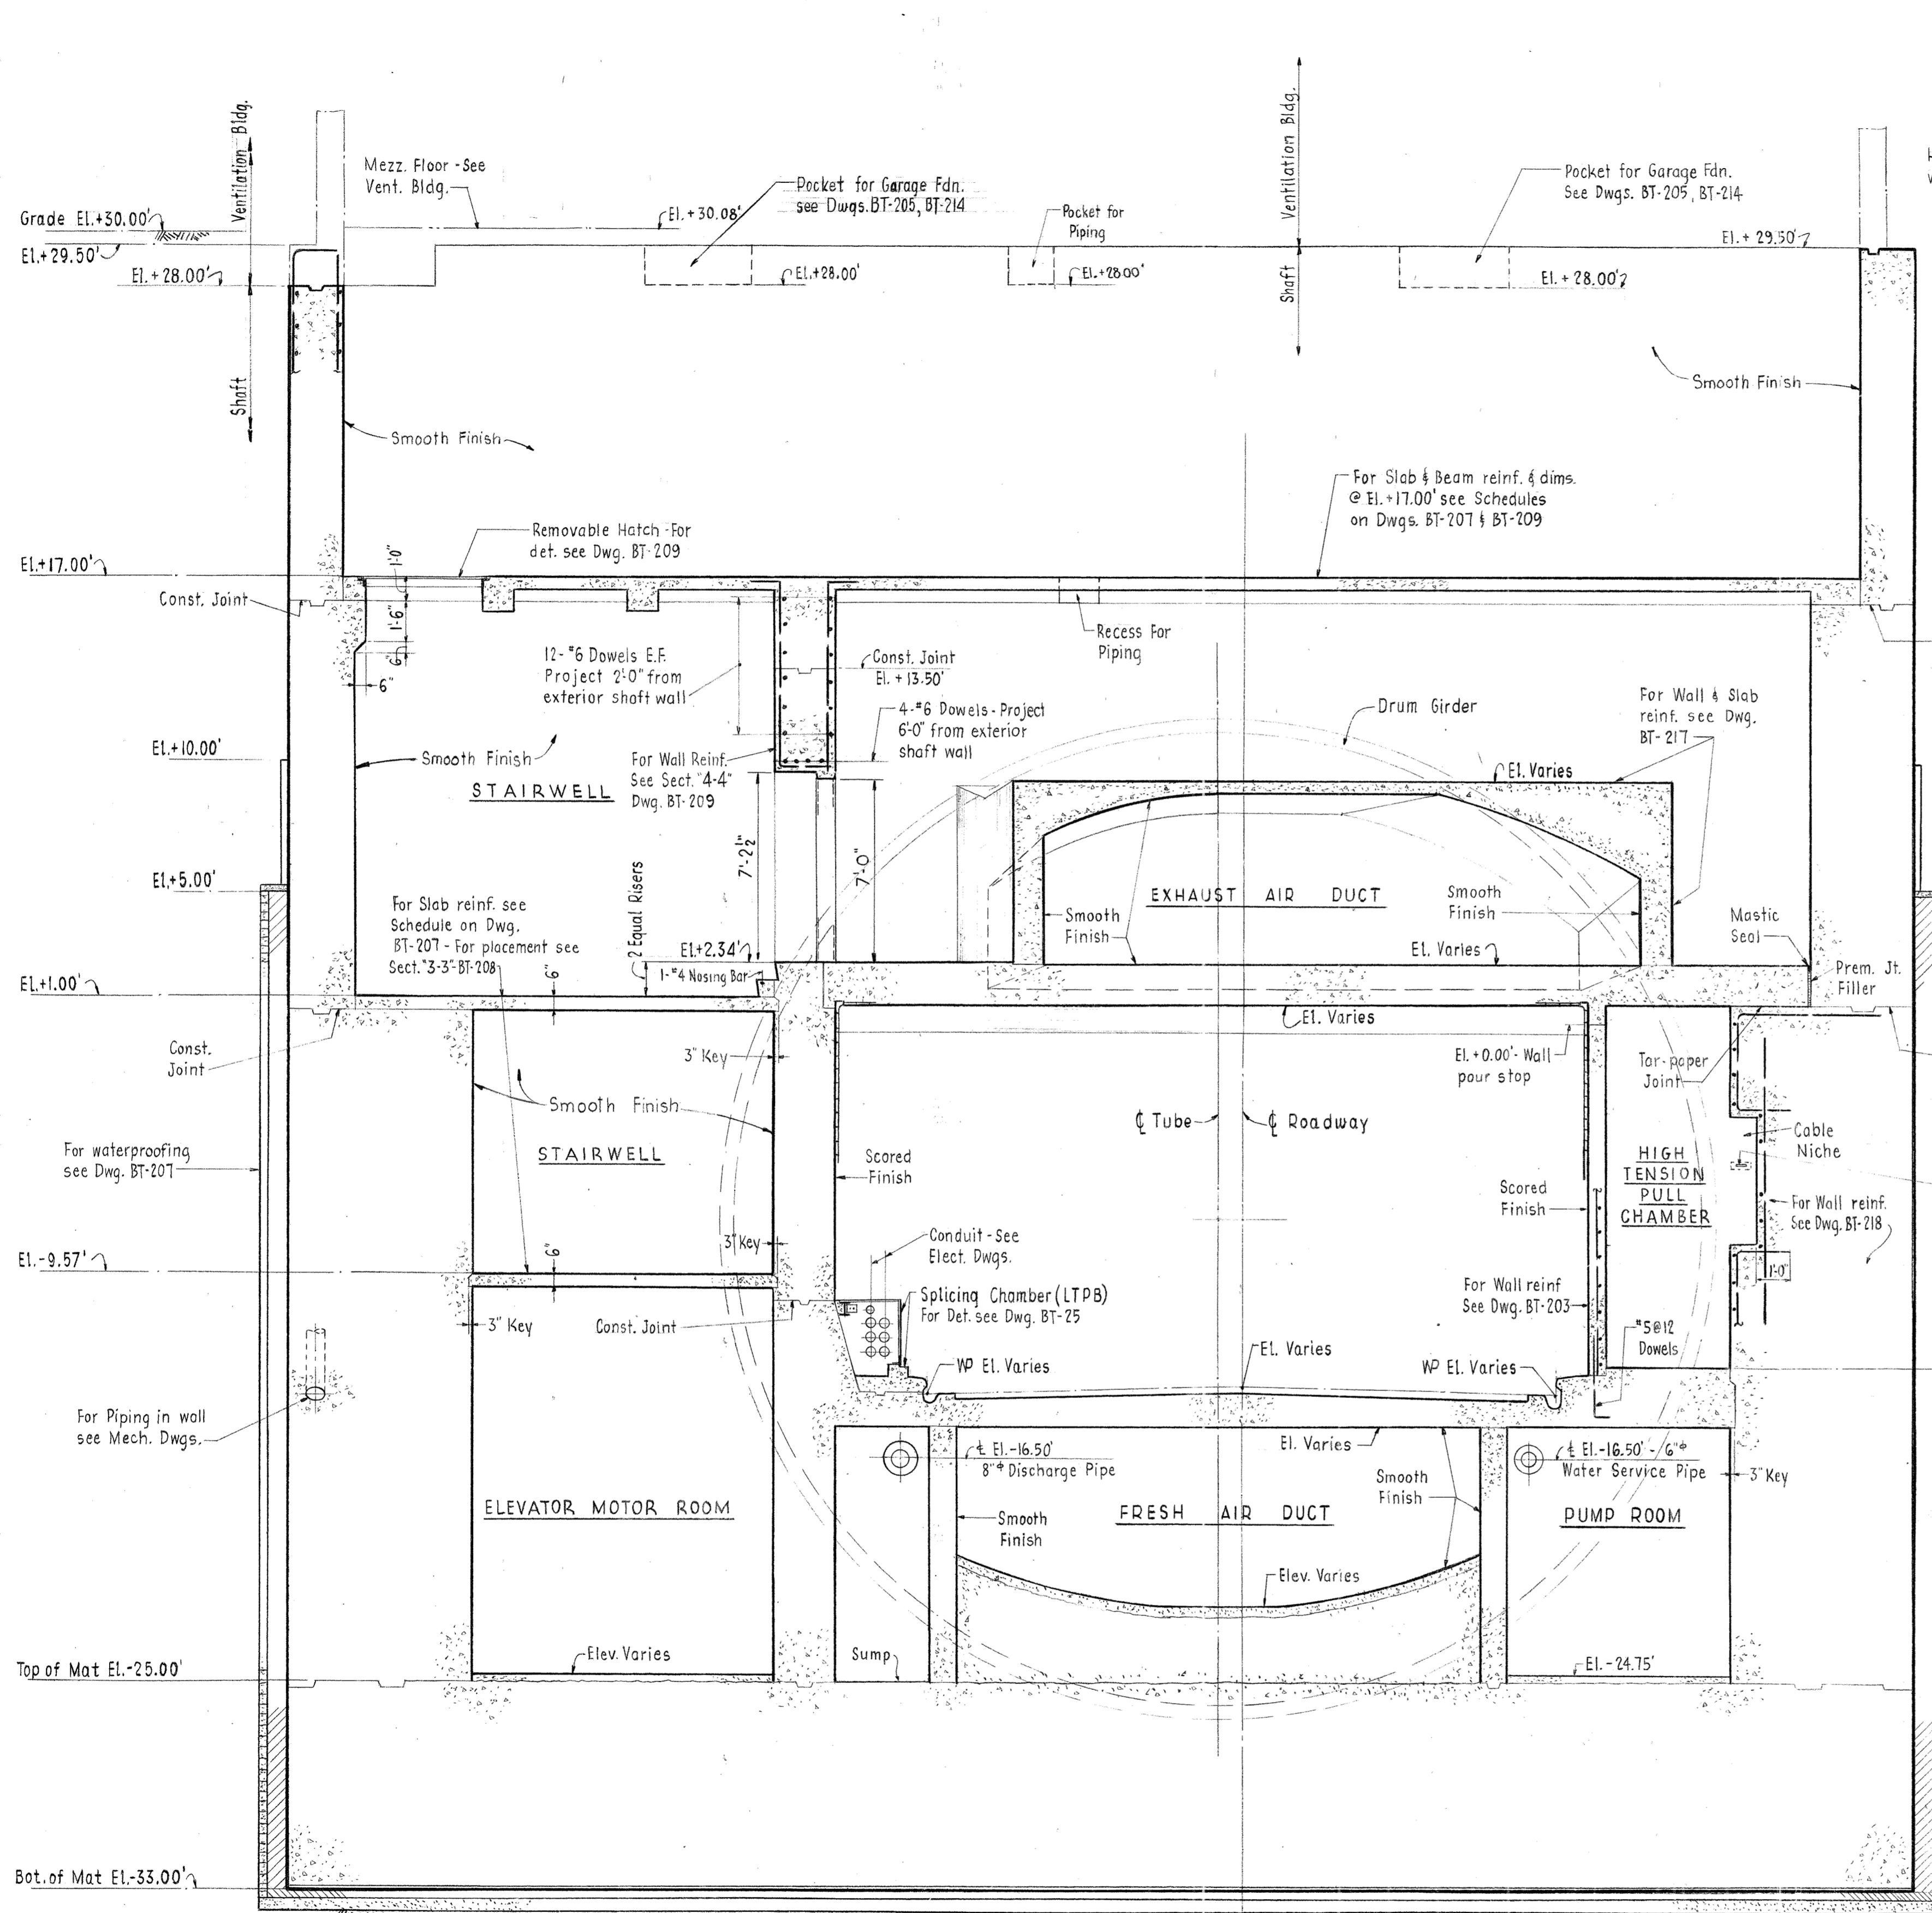 Ventilation Bldg.
Shaft
Ventilation Bldg.
Shaft
Mezz. Floor - See
Vent. Bldg.
Grade El.+30.00'
El.+29.50'
El.+28.00'
El.+30.08'
Pocket for Garage Fdn.
see Dwgs. BT-205, BT-214
El.+28.00'
Pocket for
Piping
El.+28.00'
Pocket for Garage Fdn.
See Dwgs. BT-205, BT-214
El.+29.50'
El.+28.00'
Smooth Finish
Smooth Finish
For Slab & Beam reinf. & dims.
@ El.+17.00' see Schedules
on Dwgs. BT-207 & BT-209
Removable Hatch - For
det. see Dwg. BT-209
El.+17.00'
Const. Joint
1'-0"
1'-6"
6"
6"
12-#6 Dowels E.F.
Project 2'-0" from
exterior shaft wall
Recess For
Piping
Const. Joint
El.+13.50'
4-#6 Dowels - Project
6'-0" from exterior
shaft wall
Drum Girder
For Wall & Slab
reinf. see Dwg.
BT-217
El.+10.00'
Smooth Finish
STAIRWELL
For Wall Reinf.
See Sect. "4-4"
Dwg. BT-209
El. Varies
7'-2½"
7'-0"
El.+5.00'
For Slab reinf. see
Schedule on Dwg.
BT-207 - For placement see
Sect. "3-3"-BT-208
2 Equal Risers
El.+2.34'
1-#4 Nosing Bar
EXHAUST AIR DUCT
Smooth
Finish
Smooth
Finish
El. Varies
Mastic
Seal
Prem. Jt.
Filler
El.+1.00'
6"
El. Varies
Const.
Joint
3" Key
El.+0.00' - Wall
pour stop
Tar-paper
Joint
Smooth Finish
STAIRWELL
℄ Tube
℄ Roadway
Cable
Niche
HIGH
TENSION
PULL
CHAMBER
For waterproofing
see Dwg. BT-207
Scored
Finish
Scored
Finish
For Wall reinf.
See Dwg. BT-218
3" Key
Conduit - See
Elect. Dwgs.
El.-9.57'
6"
1'-0"
Splicing Chamber (LTPB)
For Det. see Dwg. BT-25
For Wall reinf
See Dwg. BT-203
3" Key
Const. Joint
#5@12
Dowels
WP El. Varies
El. Varies
WP El. Varies
For Piping in wall
see Mech. Dwgs.
℄ El.-16.50'
8"ϕ Discharge Pipe
El. Varies
Smooth
Finish
℄ El.-16.50' - 6"ϕ
Water Service Pipe
3" Key
ELEVATOR MOTOR ROOM
Smooth
Finish
FRESH AIR DUCT
PUMP ROOM
Elev. Varies
Elev. Varies
Sump
El.-24.75'
Top of Mat El.-25.00'
Bot. of Mat El.-33.00'